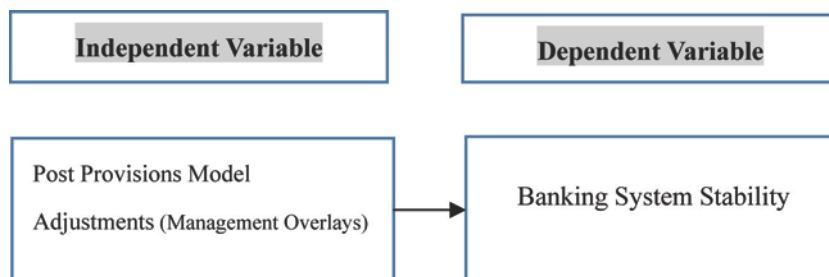 Independent Variable
Dependent Variable
Post Provisions Model
Adjustments (Management Overlays)
Banking System Stability